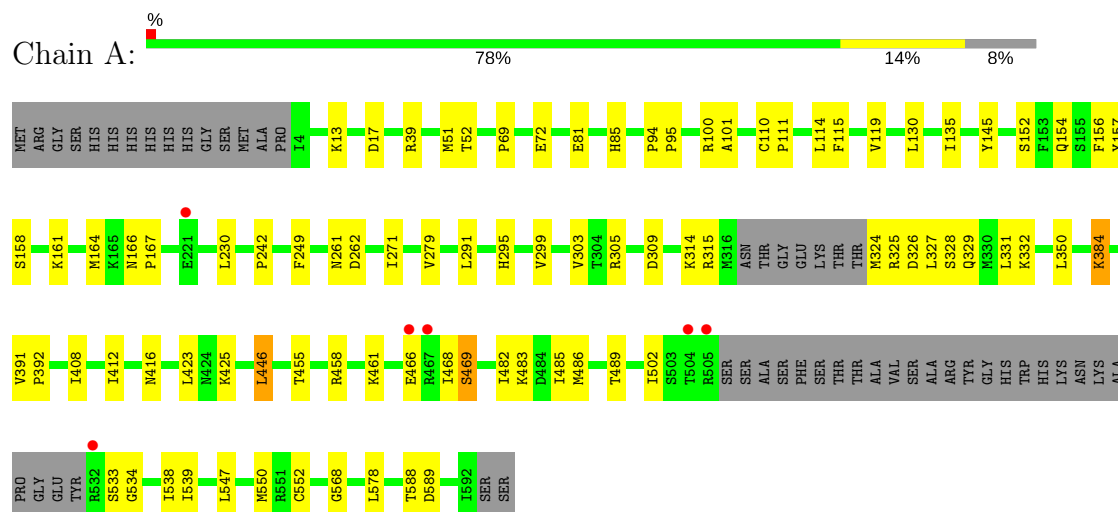 %
Chain A:
78% 14% 8%
MET ARG GLY SER HIS HIS HIS HIS HIS HIS GLY SER MET ALA PRO I4 K13 D17 R39 M51 T52 P69 E72 E81 H85 P94 P95 R100 A101 C110 P111 L114 F115 V119 L130 I135 Y145 S152 F153 Q154 S155 F156 Y157
S158 K161 M164 K165 N166 P167 E221 L230 P242 F249 N261 D262 I271 V279 L291 H295 V299 V303 T304 R305 D309 K314 R315 M316 ASN THR GLY GLU LYS THR THR M324 R325 D326 L327 S328 Q329 M330 L331 K332 L350 K384
V391 P392 I408 I412 N416 L423 N424 K425 L446 T455 R458 K461 E466 R467 I468 S469 I482 K483 D484 I485 M486 T489 I502 S503 T504 R505 SER SER ALA SER PHE SER THR THR ALA VAL SER ALA ARG TYR GLY HIS TRP HIS LYS ASN LYS ALA
PRO GLY GLU TYR R532 S533 G534 I538 I539 L547 M550 R551 C552 G568 L578 T588 D589 I592 SER SER